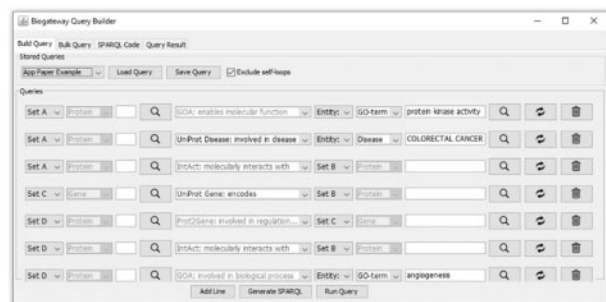 Biogateway Query Builder
Build Query Bulk Query SPARQL Code Query Result
Stored Queries
App Paper Example Load Query Save Query Exclude self-loops
Queries
Set A Protein GOA: enables molecular function Entity: GO-term protein kinase activity
Set A Protein UniProt Disease: involved in disease Entity: Disease COLORECTAL CANCER
Set A Protein IntAct: molecularly interacts with Set B Protein
Set C Gene UniProt Gene: encodes Set B Protein
Set D Protein Prot2Gene: involved in regulation... Set C Gene
Set D Protein IntAct: molecularly interacts with Set B Protein
Set D Protein GOA: involved in biological process Entity: GO-term angiogenesis
Add Line Generate SPARQL Run Query